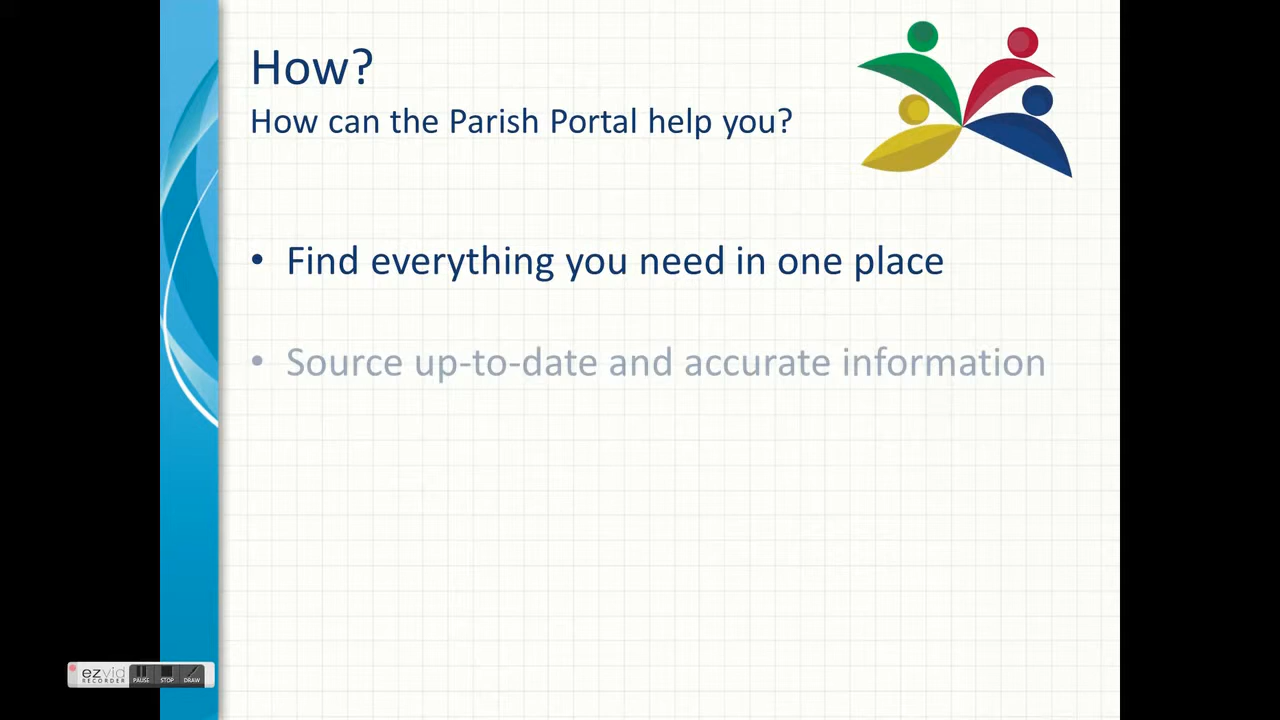 How?
How can the Parish Portal help you?
• Find everything you need in one place
• Source up-to-date and accurate information
ezvid
RECORDER
PAUSE
STOP
DRAW